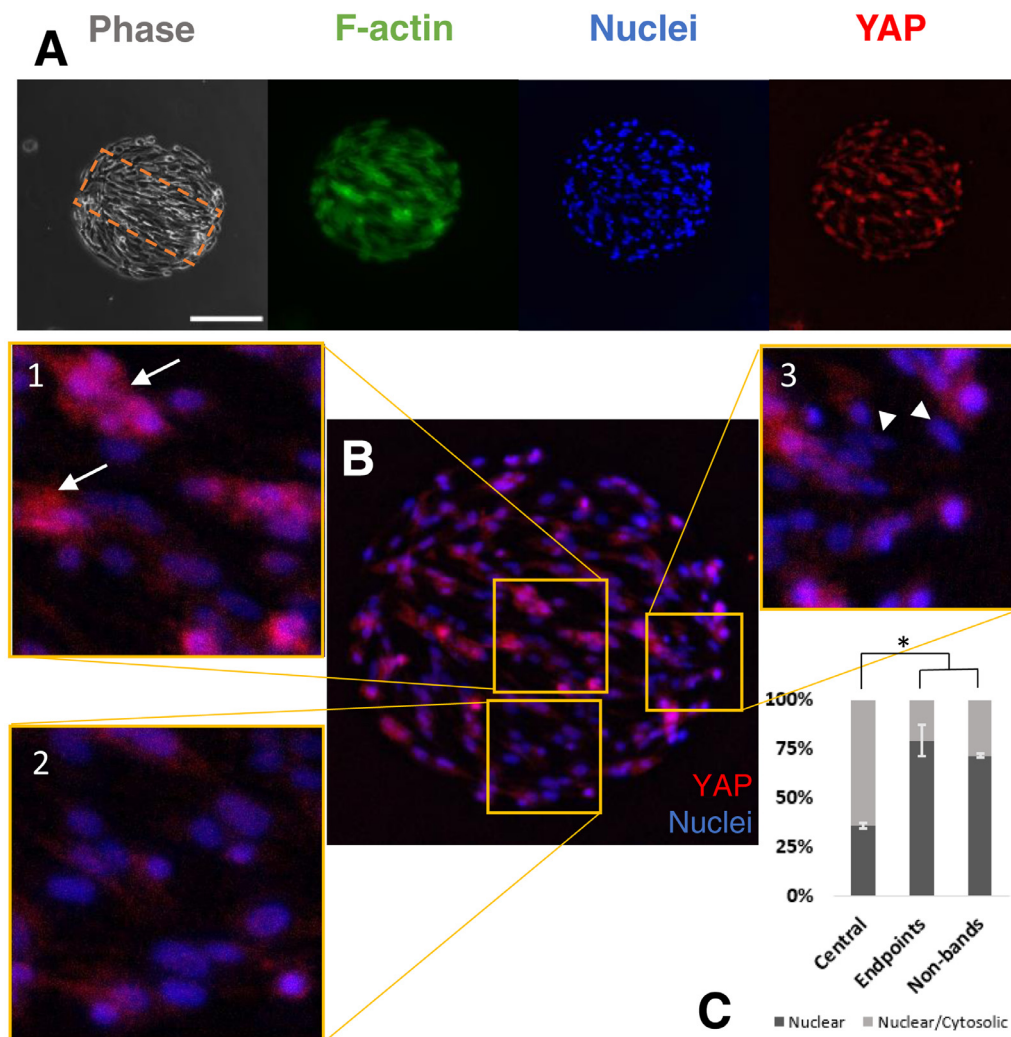 A
Phase F-actin Nuclei YAP
1
3
B
YAP
Nuclei
2
*
100%
75%
50%
25%
0%
Central
Endpoints
Non-bands
C
Nuclear Nuclear/Cytosolic